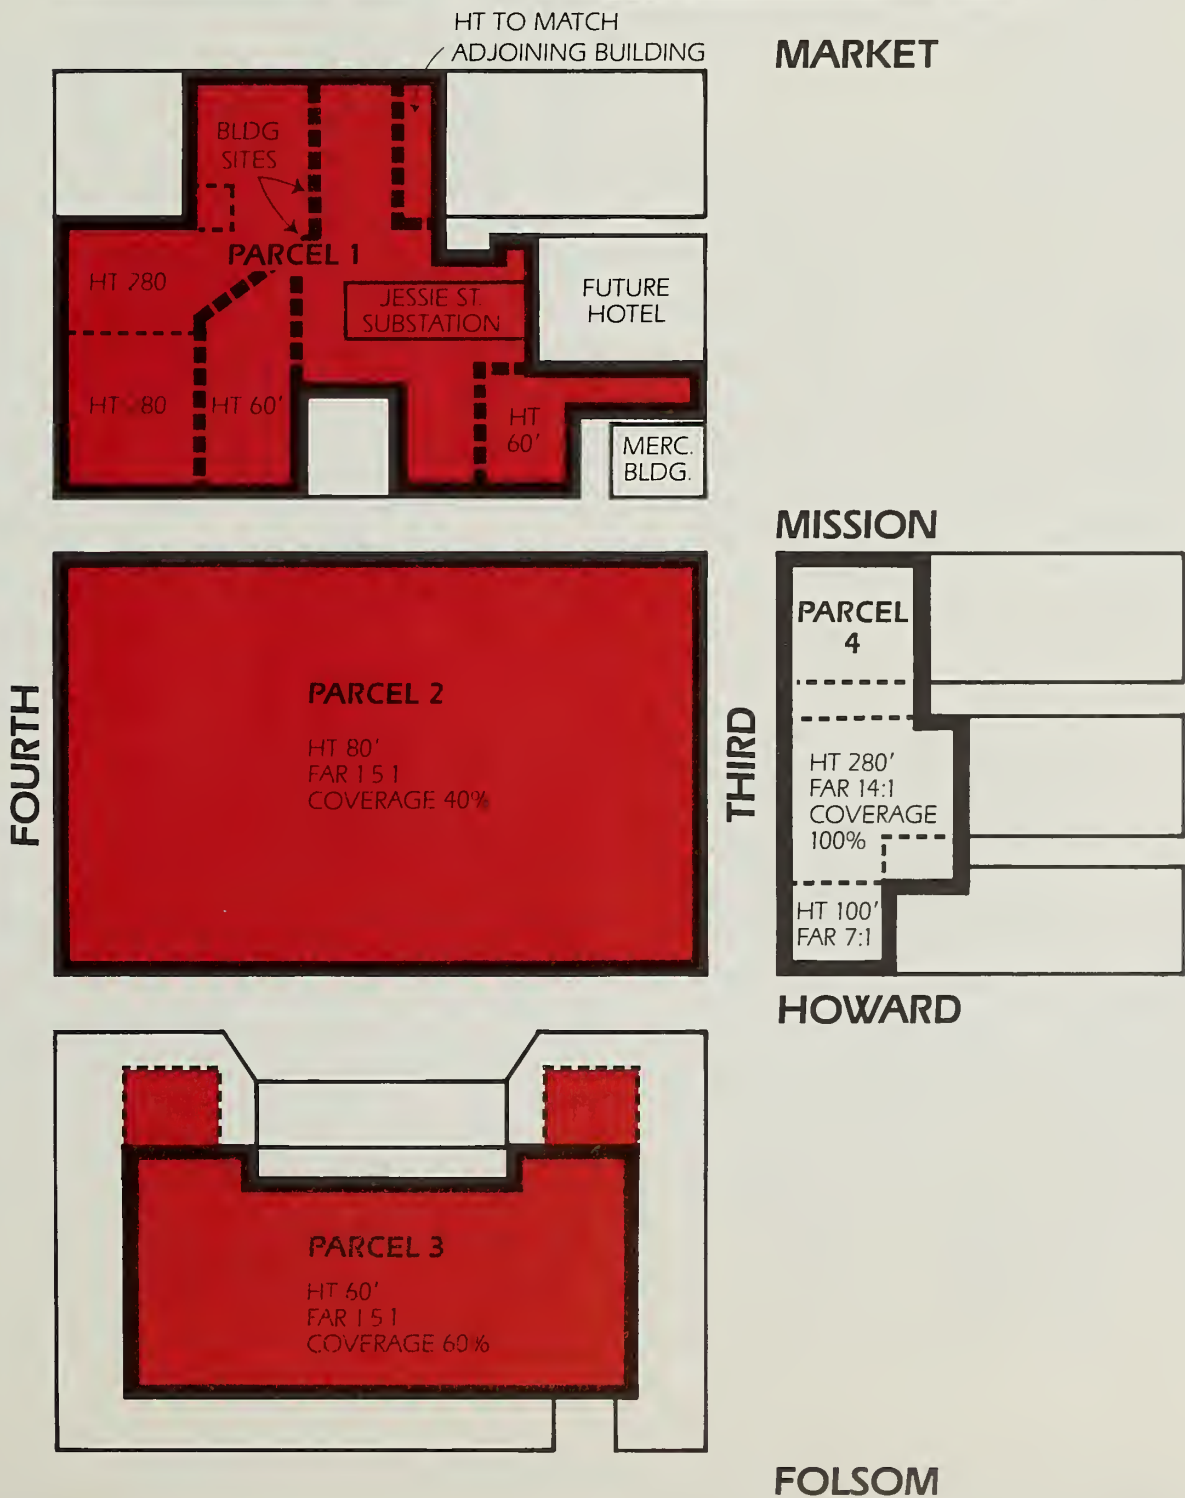 HT TO MATCH
ADJOINING BUILDING
MARKET
BLDG
SITES
PARCEL 1
HT 280
JESSIE ST.
SUBSTATION
FUTURE
HOTEL
HT 60'
HT
60'
MERC.
BLDG.
MISSION
FOURTH
PARCEL 2
HT 80'
FAR 1 5 1
COVERAGE 40%
THIRD
PARCEL
4
HT 280'
FAR 14:1
COVERAGE
100%
HT 100'
FAR 7:1
HOWARD
PARCEL 3
HT 60'
FAR 1 5 1
COVERAGE 60%
FOLSOM